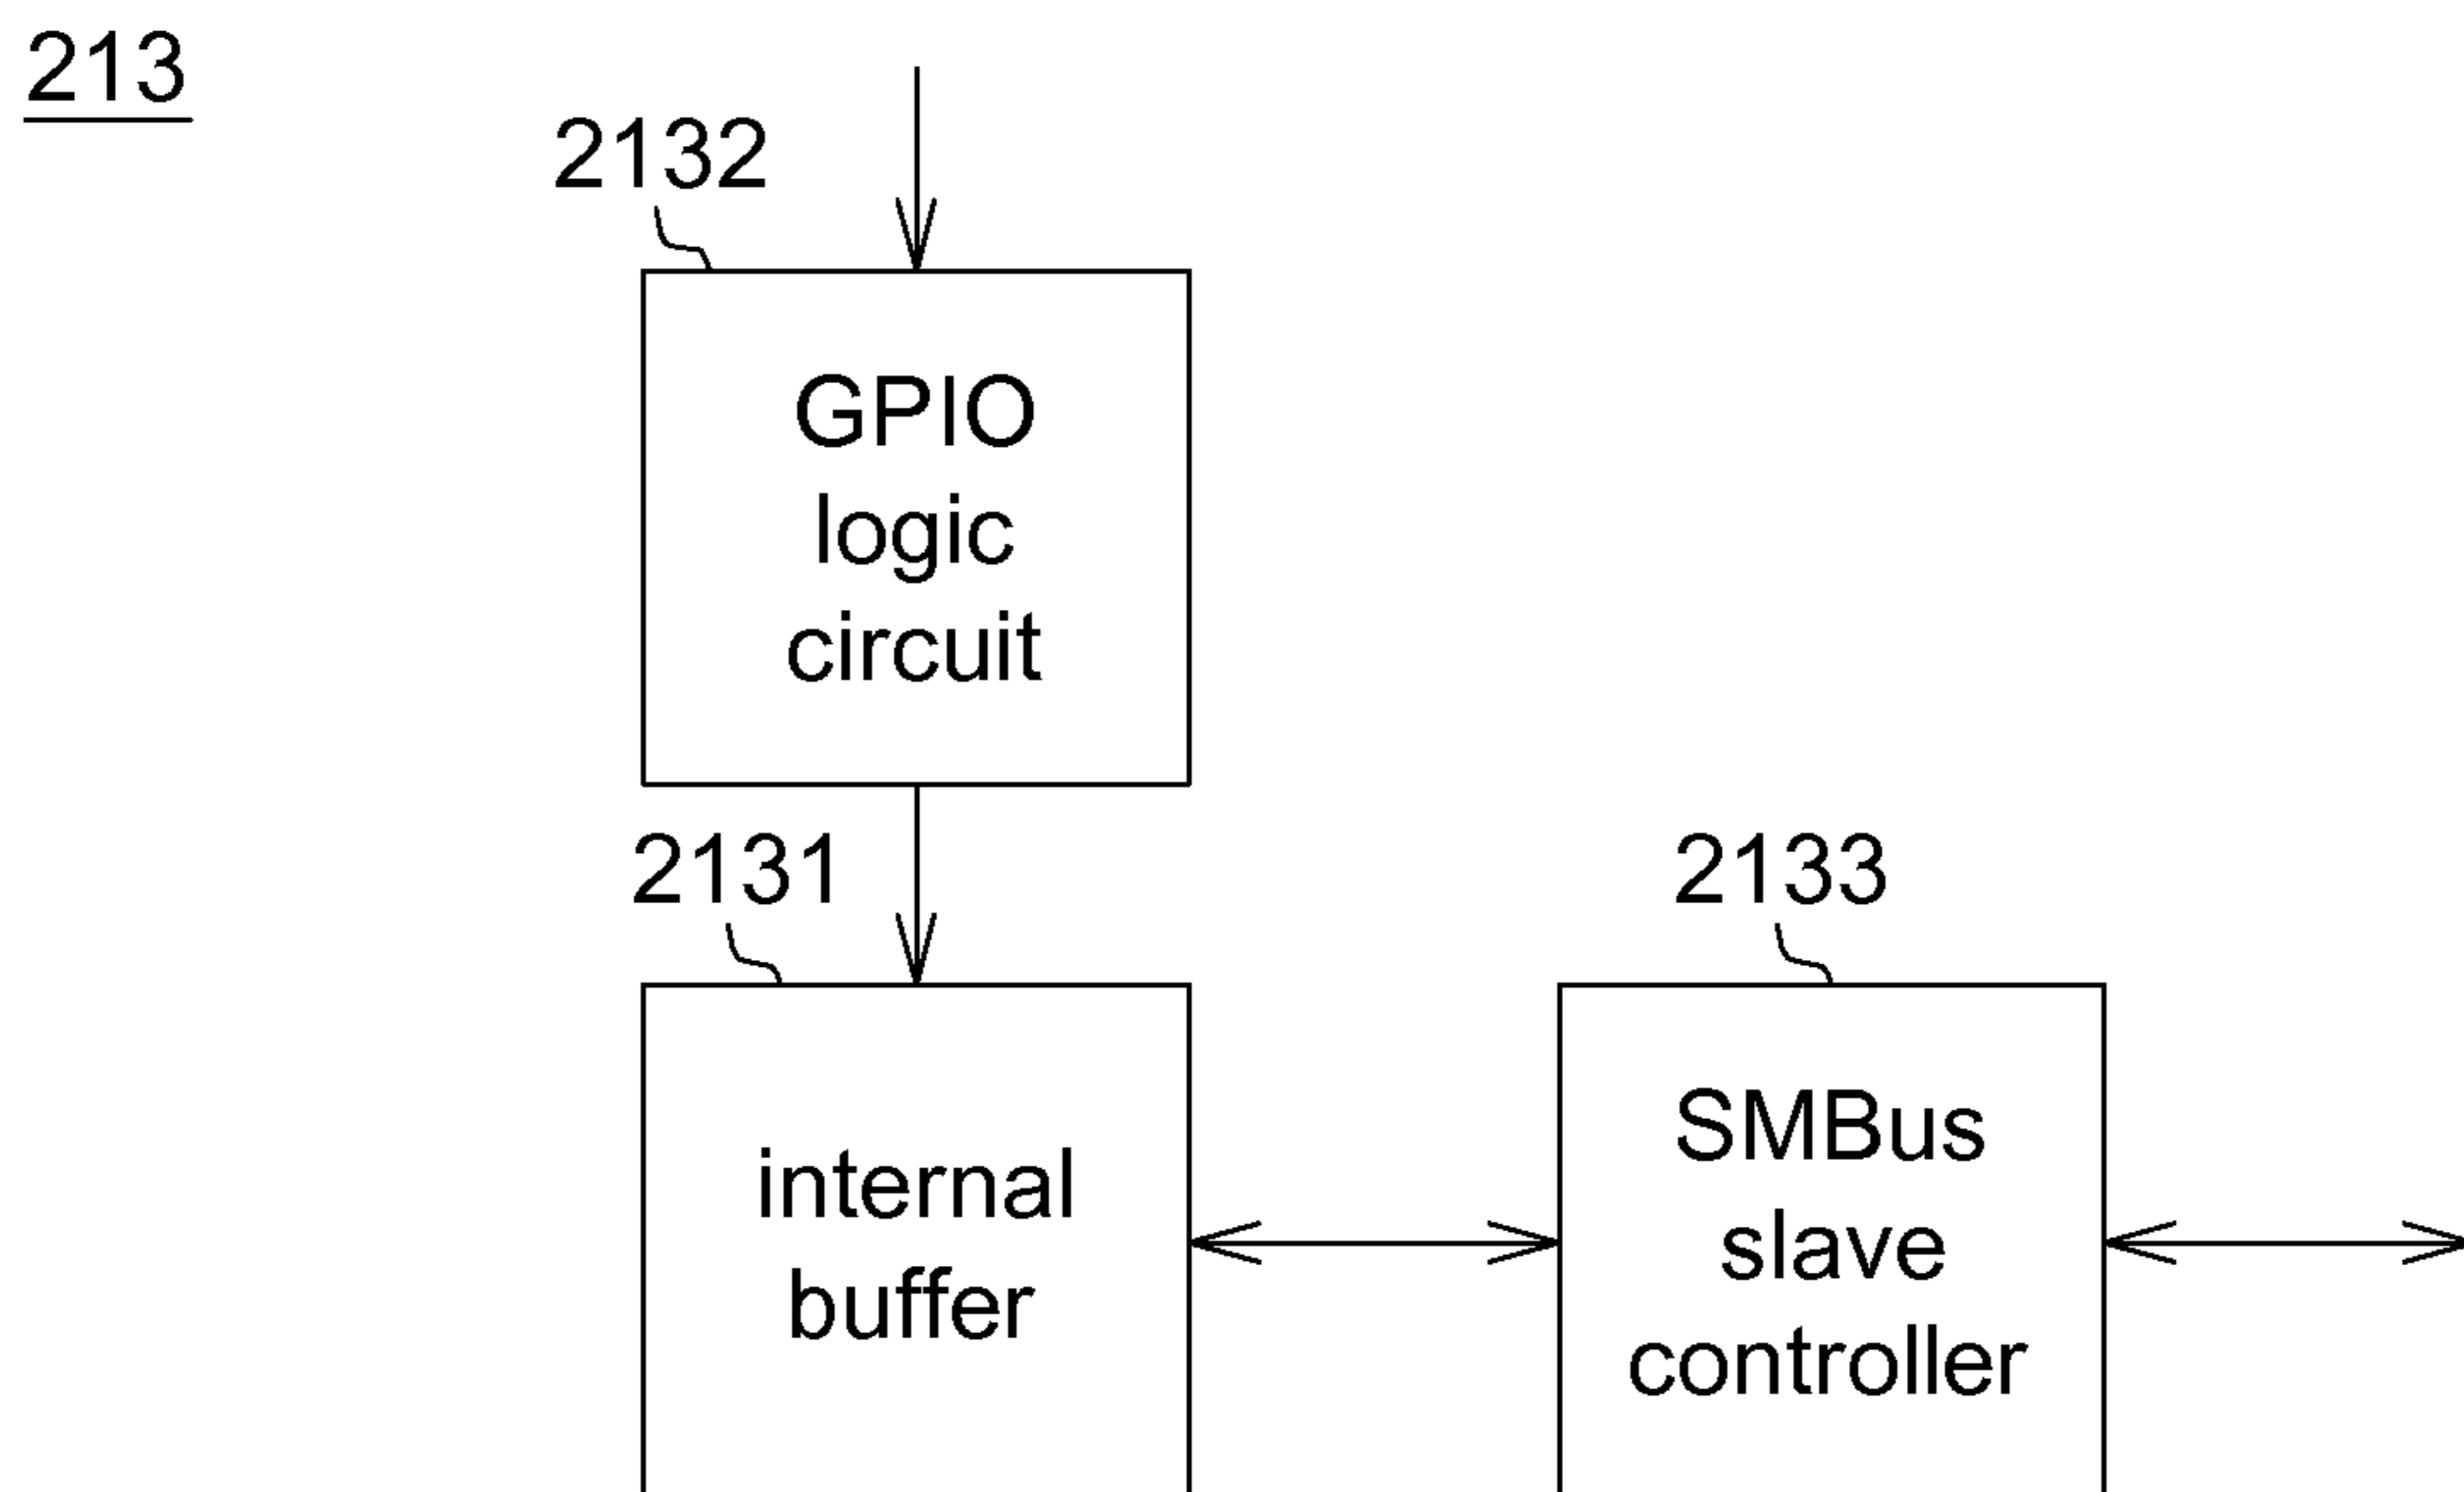 213
2132
GPIO
logic
circuit
2131
2133
internal
buffer
SMBus
slave
controller